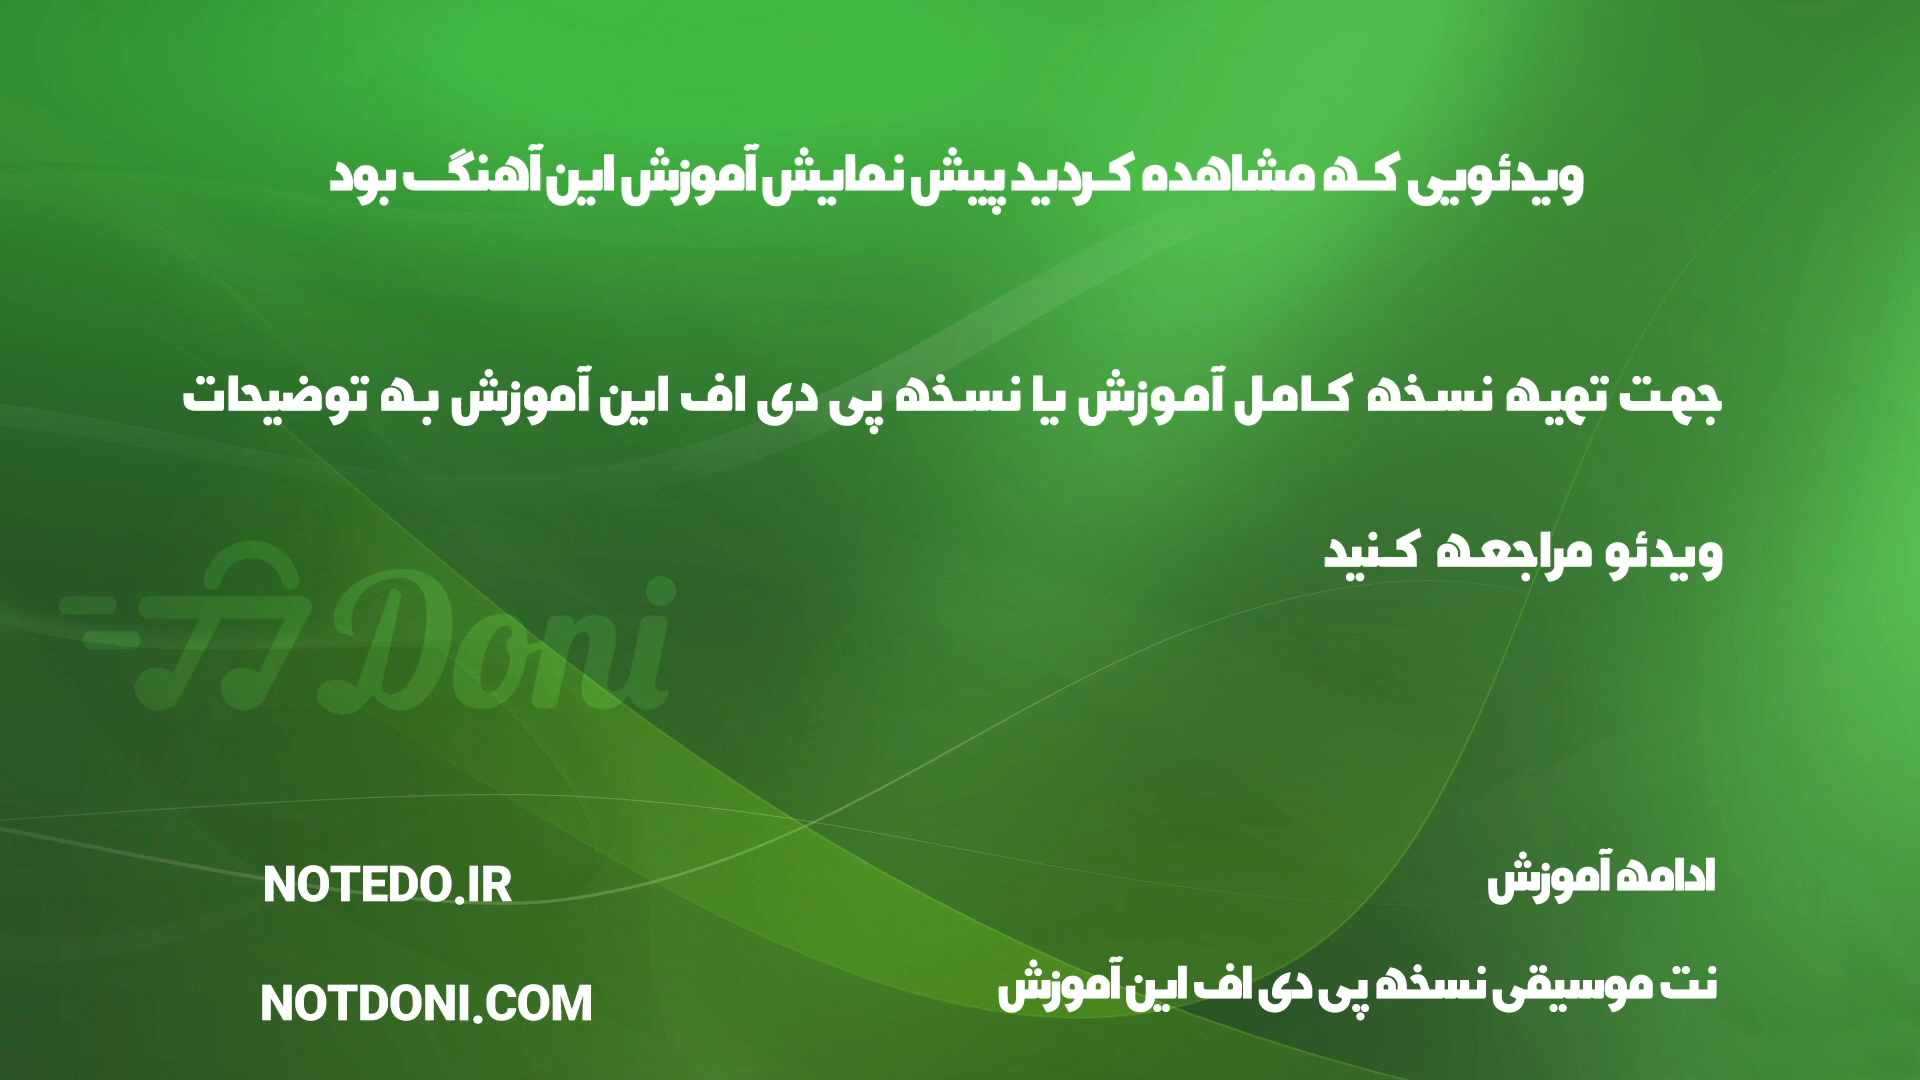 ویدئویی که مشاهده کردید پیش نمایش آموزش این آهنگ بود
جهت تهیه نسخه کامل آموزش یا نسخه پی دی اف این آموزش به توضیحات
ویدئو مراجعه کنید
Doni
ادامه آموزش
NOTEDO.IR
نت موسیقی نسخه پی دی اف این آموزش
NOTDONI.COM